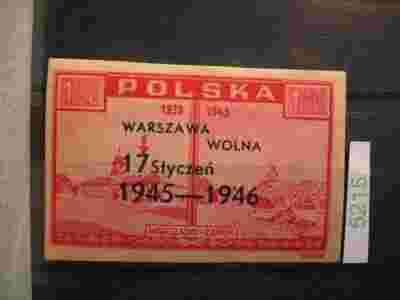 POLSKA
1939 1945
WARSZAWA
WOLNA
17 Styczeń
1945—1946
5215